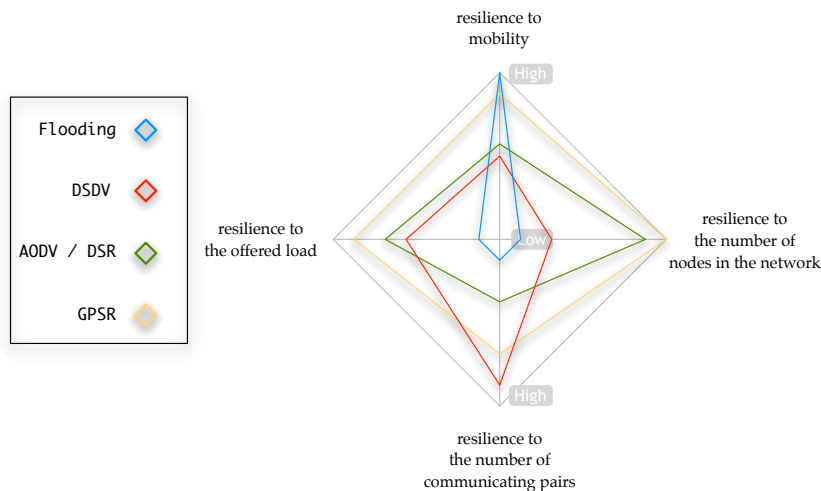 resilience to
mobility
High
Flooding
DSDV
AODV / DSR
GPSR
resilience to
the offered load
Low
resilience to
the number of
nodes in the network
High
resilience to
the number of
communicating pairs